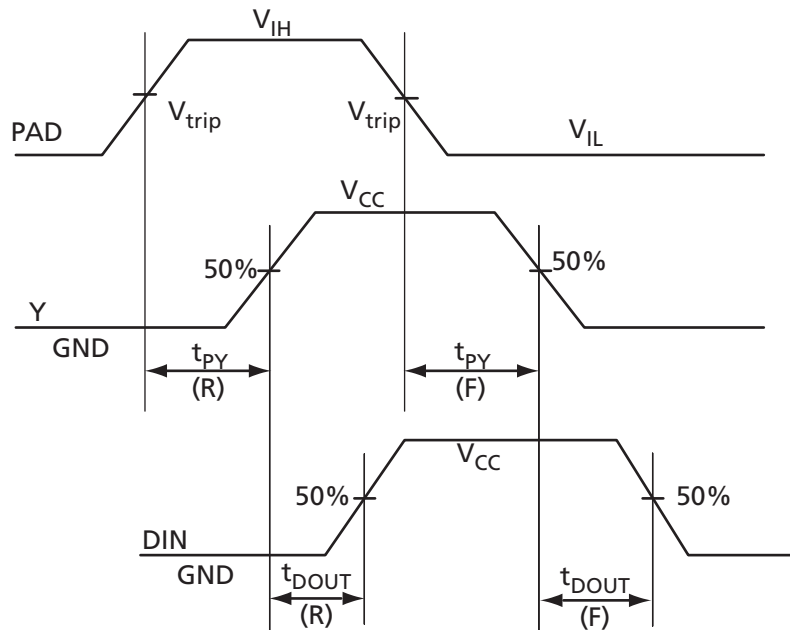 V_IH
V_trip
V_trip
PAD
V_IL
V_CC
50%
50%
Y
GND
t_PY
(R)
t_PY
(F)
V_CC
50%
50%
DIN
GND
t_DOUT
(R)
t_DOUT
(F)